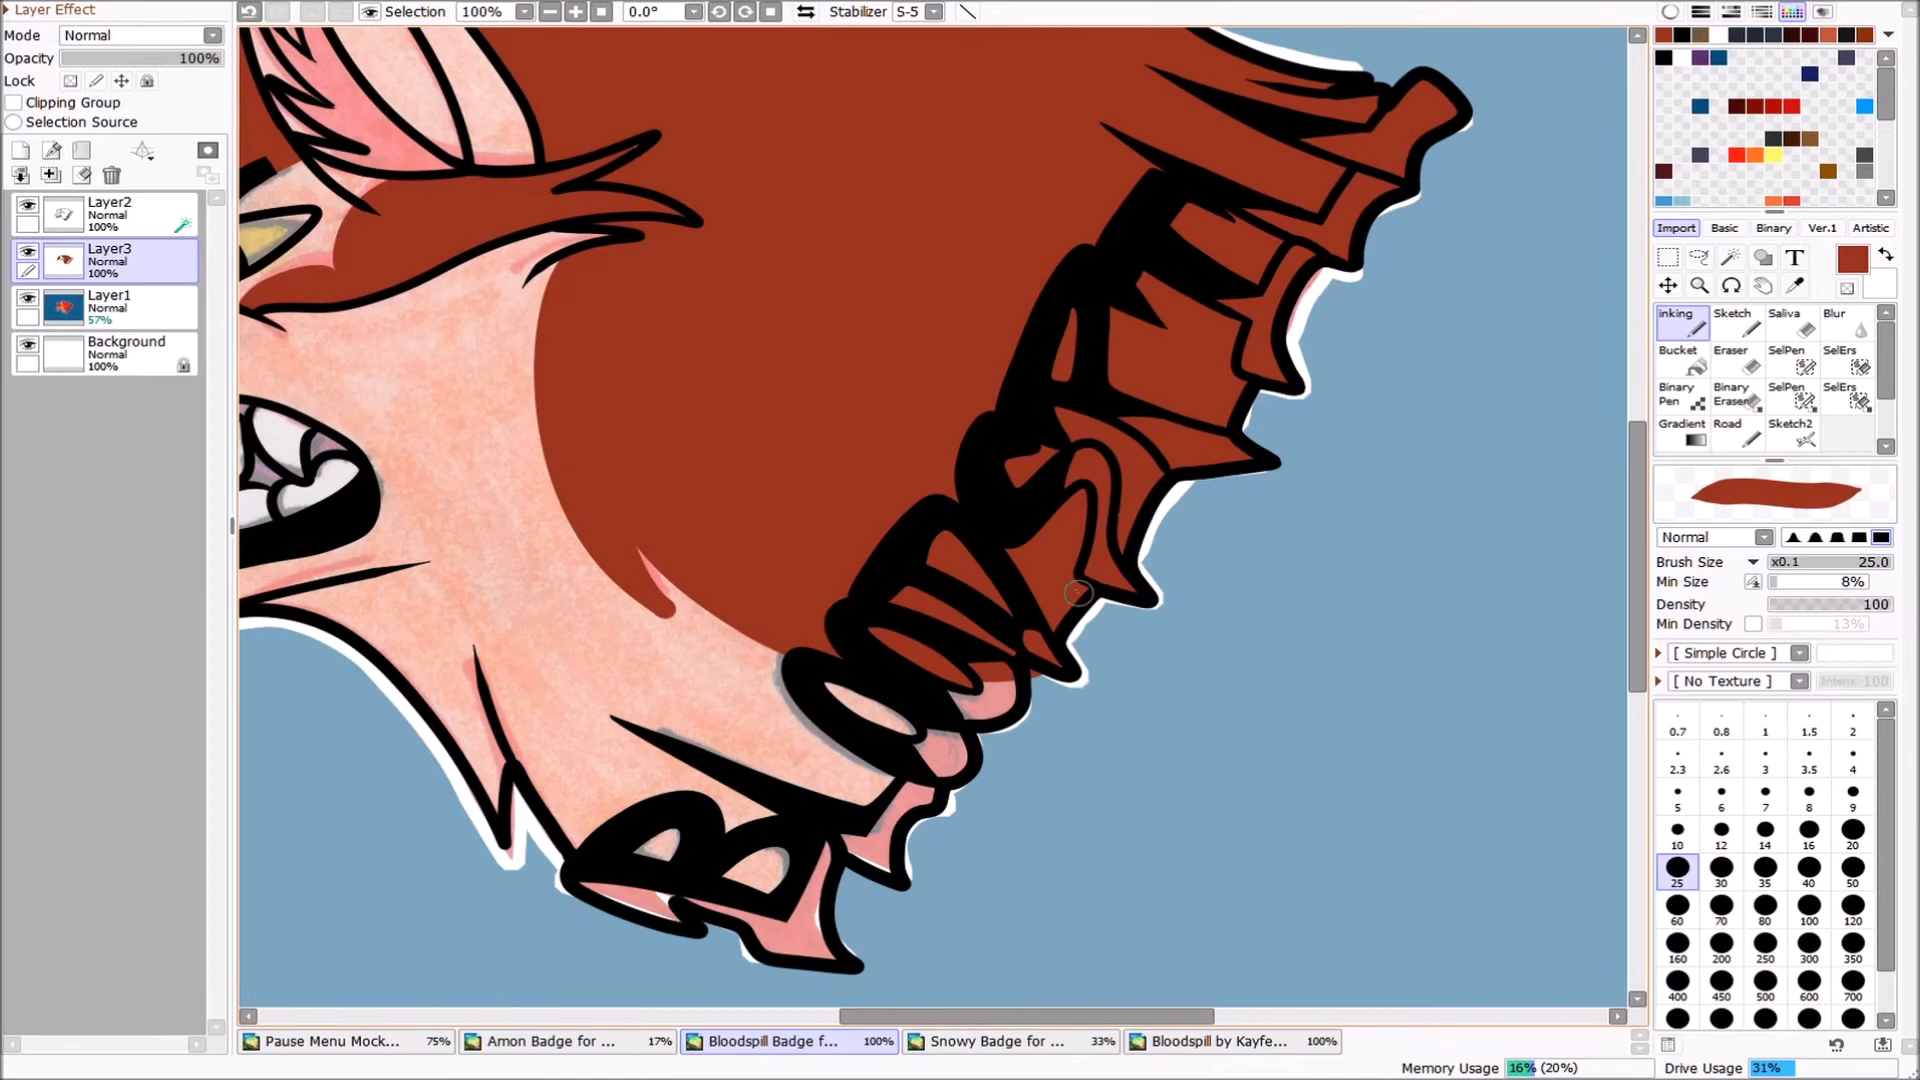 Layer Effect
Mode Normal
Opacity 100%
Lock
Clipping Group
Selection Source
Layer2
Normal
100%
Layer3
Normal
100%
Layer1
Normal
57%
Background
Normal
100%
Selection 100% 0.0° Stabilizer S-5
Import Basic Binary Ver.1 Artistic
T
inking Sketch Saliva Blur
Bucket Eraser SelPen SelErs
Binary Pen Binary Eraser SelPen SelErs
Gradient Road Sketch2
Normal
Brush Size x0.1 25.0
Min Size 8%
Density 100
Min Density 13%
[ Simple Circle ]
[ No Texture ] Intens. 100
0.7 0.8 1 1.5 2
2.3 2.6 3 3.5 4
5 6 7 8 9
10 12 14 16 20
25 30 35 40 50
60 70 80 100 120
160 200 250 300 350
400 450 500 600 700
Pause Menu Mock... 75% Amon Badge for ... 17% Bloodspill Badge f... 100% Snowy Badge for ... 33% Bloodspill by Kayfe... 100%
Memory Usage 16% (20%) Drive Usage 31%